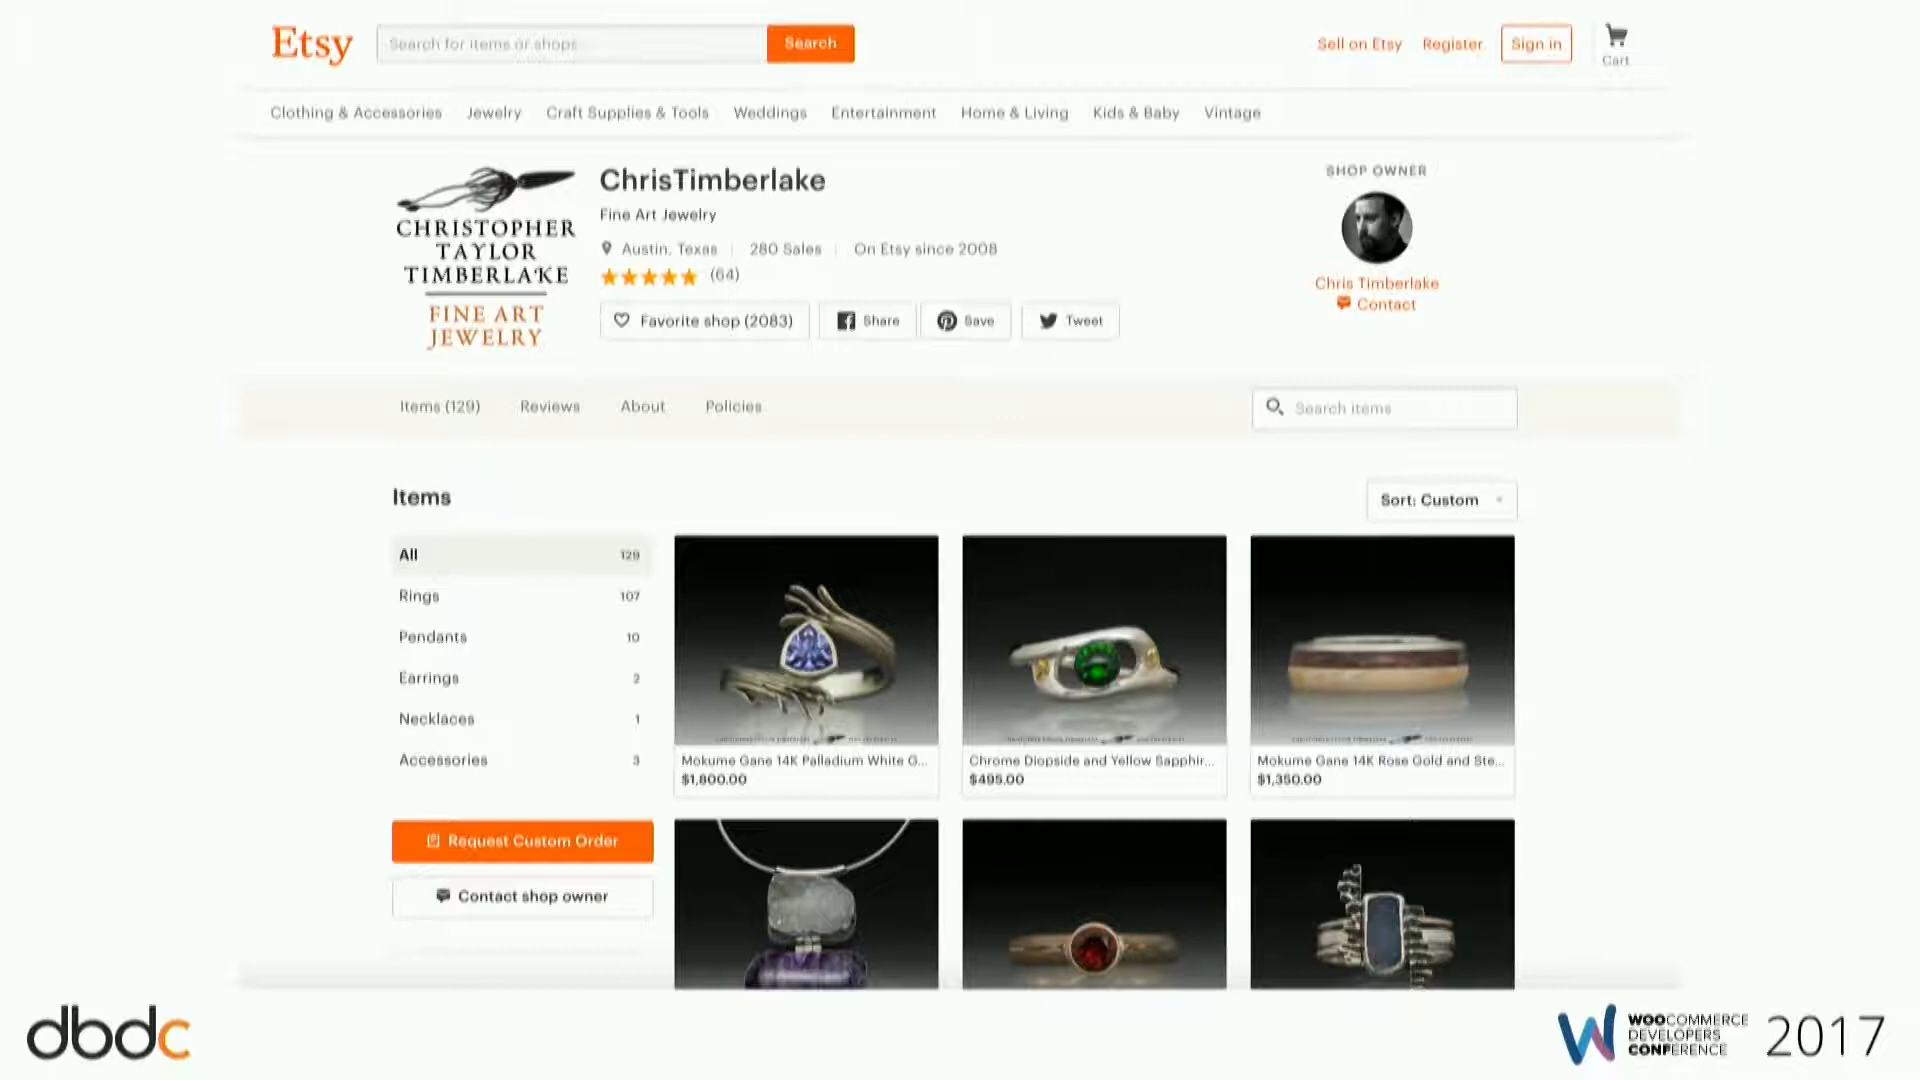 Etsy
Search for items or shops
Search
Sell on Etsy
Register
Sign in
Cart
Clothing & Accessories
Jewelry
Craft Supplies & Tools
Weddings
Entertainment
Home & Living
Kids & Baby
Vintage
CHRISTOPHER
TAYLOR
TIMBERLAKE
FINE ART
JEWELRY
ChrisTimberlake
Fine Art Jewelry
Austin, Texas
280 Sales
On Etsy since 2008
(64)
Favorite shop (2083)
Share
Save
Tweet
SHOP OWNER
Chris Timberlake
Contact
Items (129)
Reviews
About
Policies
Search items
Items
Sort: Custom
All 129
Rings 107
Pendants 10
Earrings 2
Necklaces 1
Accessories 3
Request Custom Order
Contact shop owner
Mokume Gane 14K Palladium White G...
$1,800.00
Chrome Diopside and Yellow Sapphir...
$495.00
Mokume Gane 14K Rose Gold and Ste...
$1,350.00
dbdc
WOOCOMMERCE
DEVELOPERS
CONFERENCE
2017